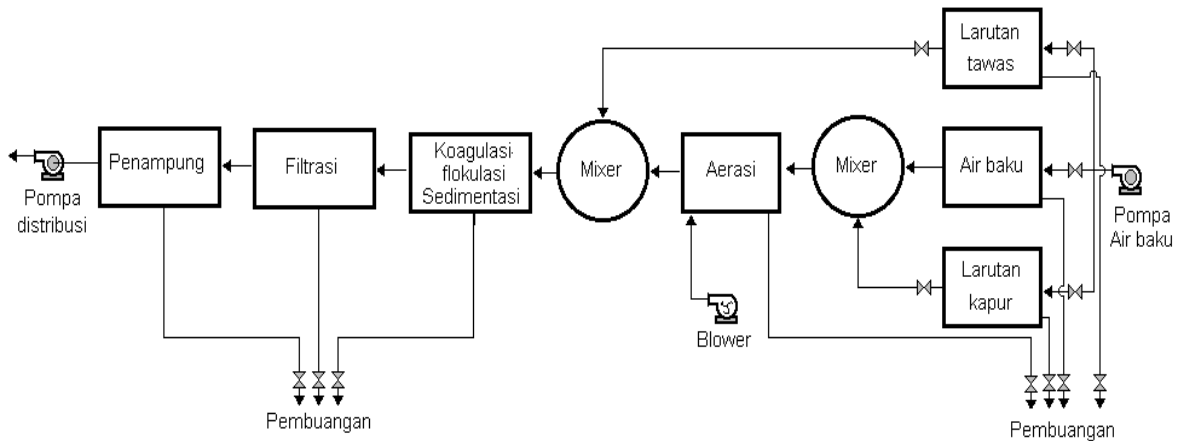 Larutan
tawas
Penampung
Filtrasi
Koagulasi
flokulasi
Sedimentasi
Mixer
Aerasi
Mixer
Air baku
Pompa
distribusi
Pompa
Air baku
Larutan
kapur
Blower
Pembuangan
Pembuangan